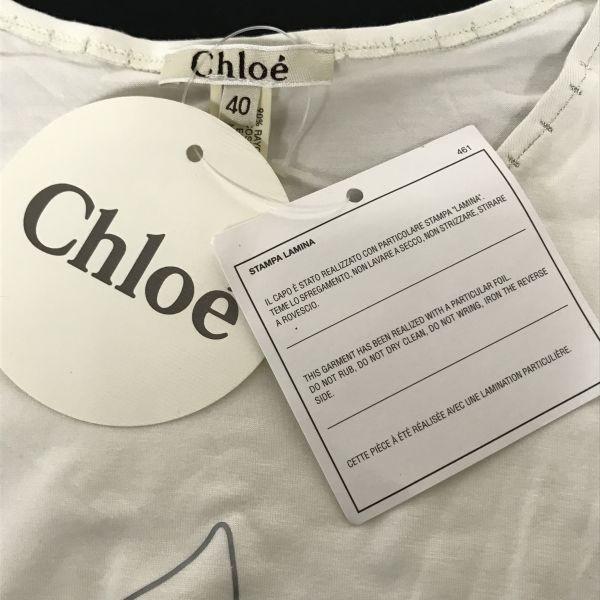 Chloé
40
90% RAYO
Chloé
461
STAMPA LAMINA
IL CAPO È STATO REALIZZATO CON PARTICOLARE STAMPA "LAMINA".
TEME LO SFREGAMENTO, NON LAVARE A SECCO, NON STRIZZARE, STIRARE
A ROVESCIO.
THIS GARMENT HAS BEEN REALIZED WITH A PARTICULAR FOIL.
DO NOT RUB, DO NOT DRY CLEAN, DO NOT WRING, IRON THE REVERSE
SIDE.
CETTE PIÈCE À ÉTÉ RÉALISÉE AVEC UNE LAMINATION PARTICULIÈRE.